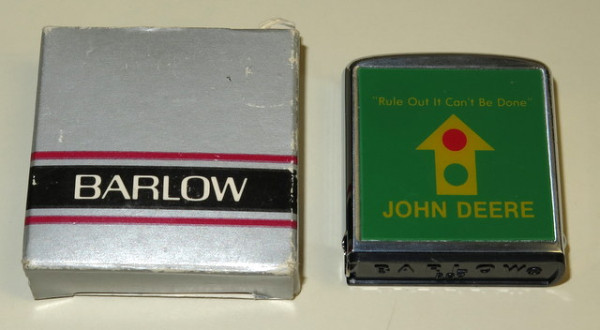 BARLOW
"Rule Out It Can't Be Done"
JOHN DEERE
BARLOW